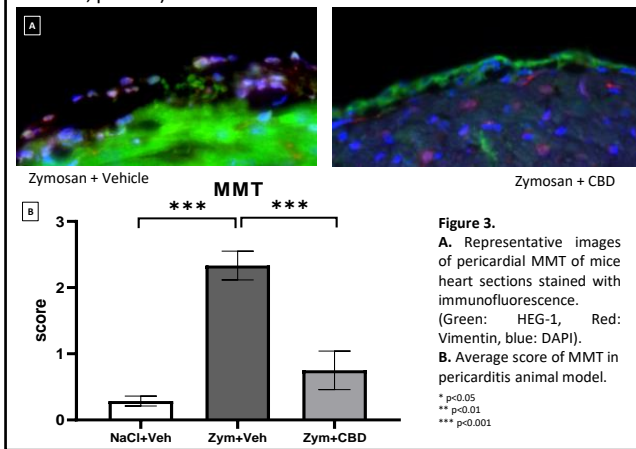 A
Zymosan + Vehicle
Zymosan + CBD
B
MMT
***
***
3
2
1
0
score
NaCl+Veh
Zym+Veh
Zym+CBD
Figure 3.
A. Representative images
of pericardial MMT of mice
heart sections stained with
immunofluorescence.
(Green: HEG-1, Red:
Vimentin, blue: DAPI).
B. Average score of MMT in
pericarditis animal model.
* p<0.05
** p<0.01
*** p<0.001